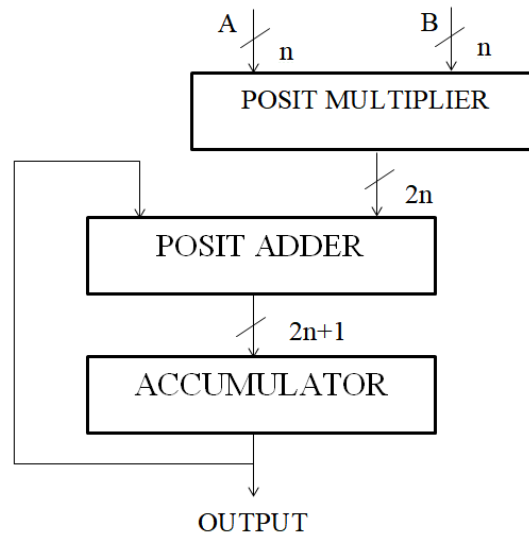 A
B
n
n
POSIT MULTIPLIER
2n
POSIT ADDER
2n+1
ACCUMULATOR
OUTPUT